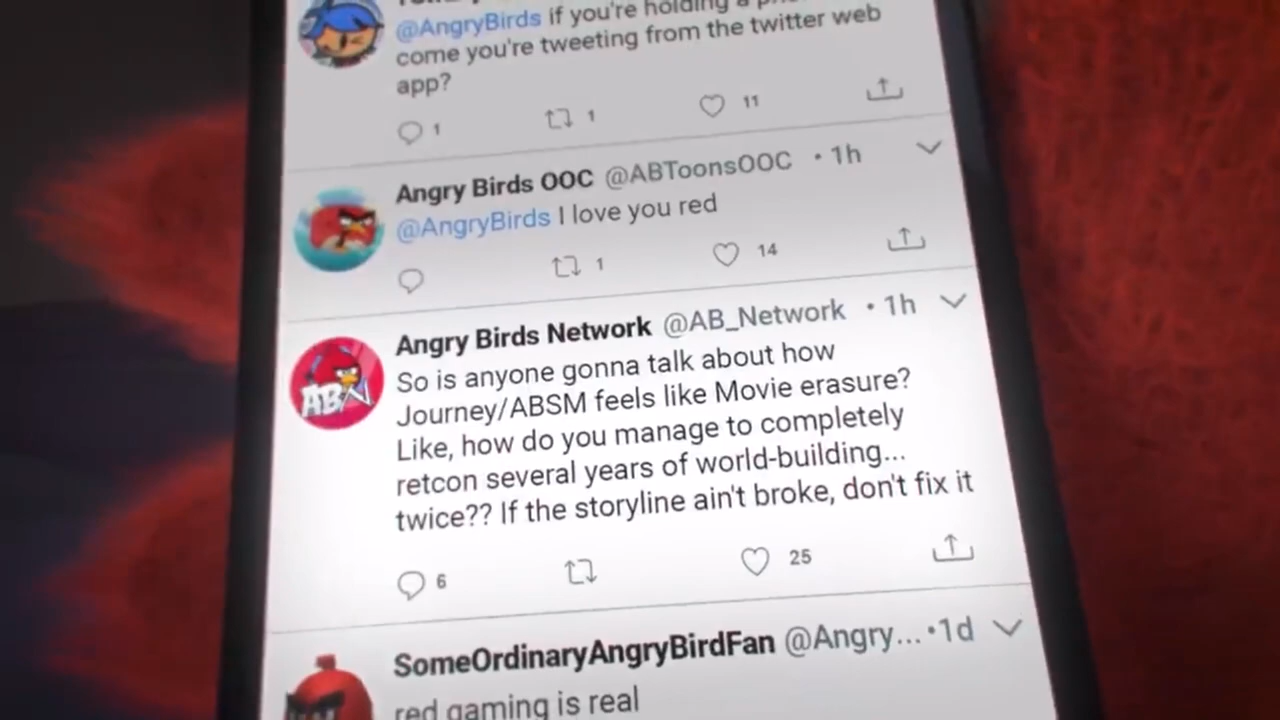 @AngryBirds if you're holding a
come you're tweeting from the twitter web
app?
1 1 11
Angry Birds OOC @ABToonsOOC · 1h
@AngryBirds I love you red
1 14
Angry Birds Network @AB_Network · 1h
ABN
So is anyone gonna talk about how
Journey/ABSM feels like Movie erasure?
Like, how do you manage to completely
retcon several years of world-building...
twice?? If the storyline ain't broke, don't fix it
6 25
SomeOrdinaryAngryBirdFan @Angry... ·1d
red gaming is real